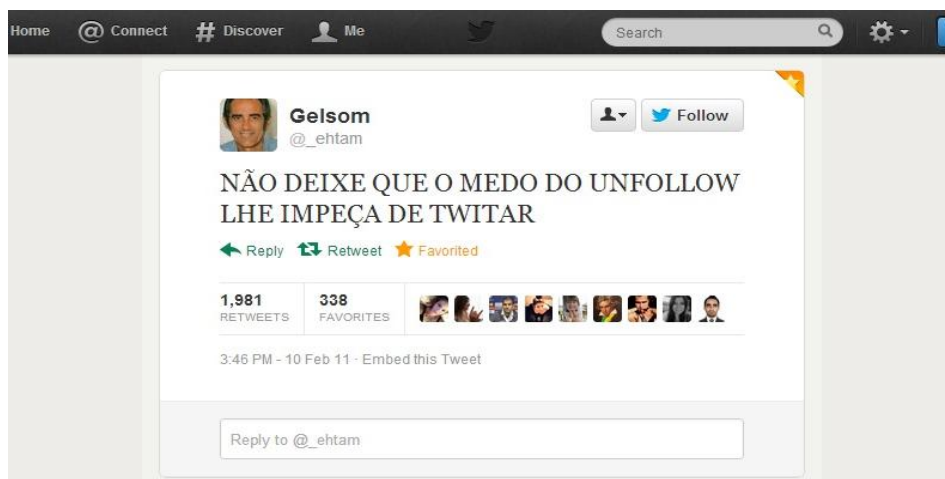 Home Connect Discover Me Search
Gelsom
@_ehtam
Follow
NÃO DEIXE QUE O MEDO DO UNFOLLOW
LHE IMPEÇA DE TWITAR
Reply Retweet Favorited
1,981 338
RETWEETS FAVORITES
3:46 PM - 10 Feb 11 · Embed this Tweet
Reply to @_ehtam